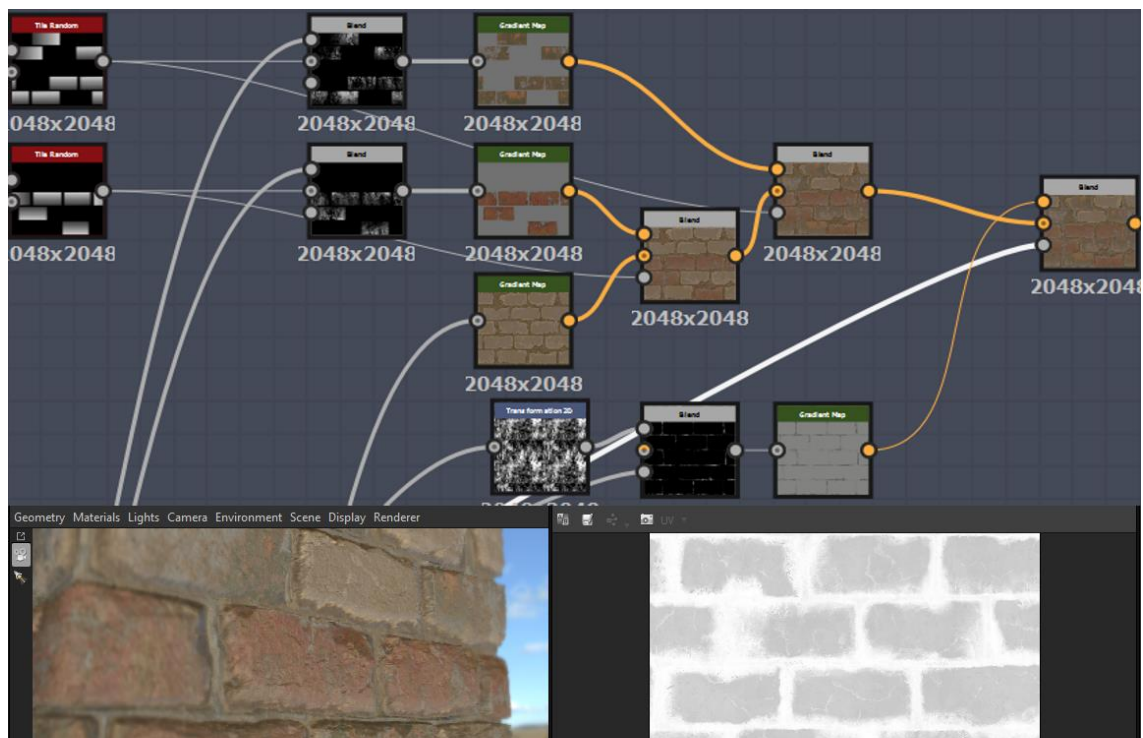 Tile Random
Blend
Gradient Map
048x2048
2048x2048
2048x2048
Tile Random
Blend
Gradient Map
Blend
Blend
Blend
048x2048
2048x2048
2048x2048
2048x2048
Gradient Map
2048x2048
2048x2048
2048x2048
Transformation 2D
Blend
Gradient Map
Geometry Materials Lights Camera Environment Scene Display Renderer
UV